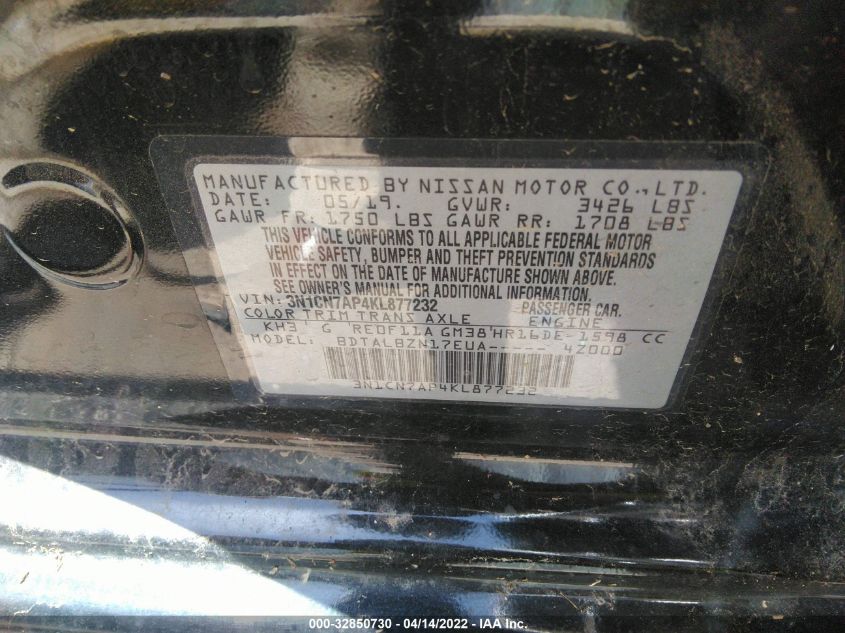 MANUFACTURED BY NISSAN MOTOR CO., LTD.
DATE: 05/19. GVWR: 3426 LBS
GAWR FR: 1750 LBS GAWR RR: 1708 LBS
THIS VEHICLE CONFORMS TO ALL APPLICABLE FEDERAL MOTOR
VEHICLE SAFETY, BUMPER AND THEFT PREVENTION STANDARDS
IN EFFECT ON THE DATE OF MANUFACTURE SHOWN ABOVE.
SEE OWNER'S MANUAL FOR ADDITIONAL INFORMATION.
VIN: 3N1CN7AP4KL877232 PASSENGER CAR.
COLOR TRIM TRANS AXLE ENGINE
KH3 G RE0F11A GM38 HR16DE-1598 CC
MODEL: BDTALBZN17EUA----- 4Z000
3N1CN7AP4KL877232
000-32850730 - 04/14/2022 - IAA Inc.